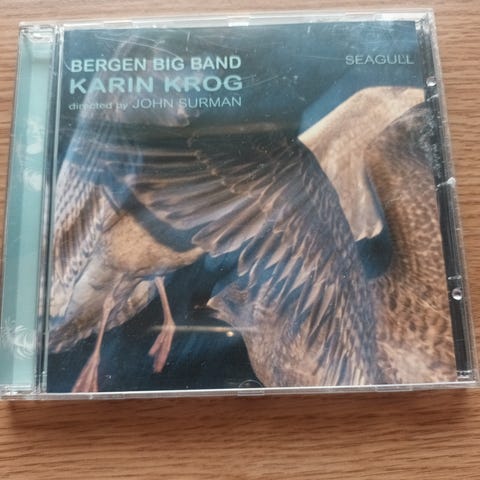 BERGEN BIG BAND
KARIN KROG
directed by JOHN SURMAN
SEAGULL